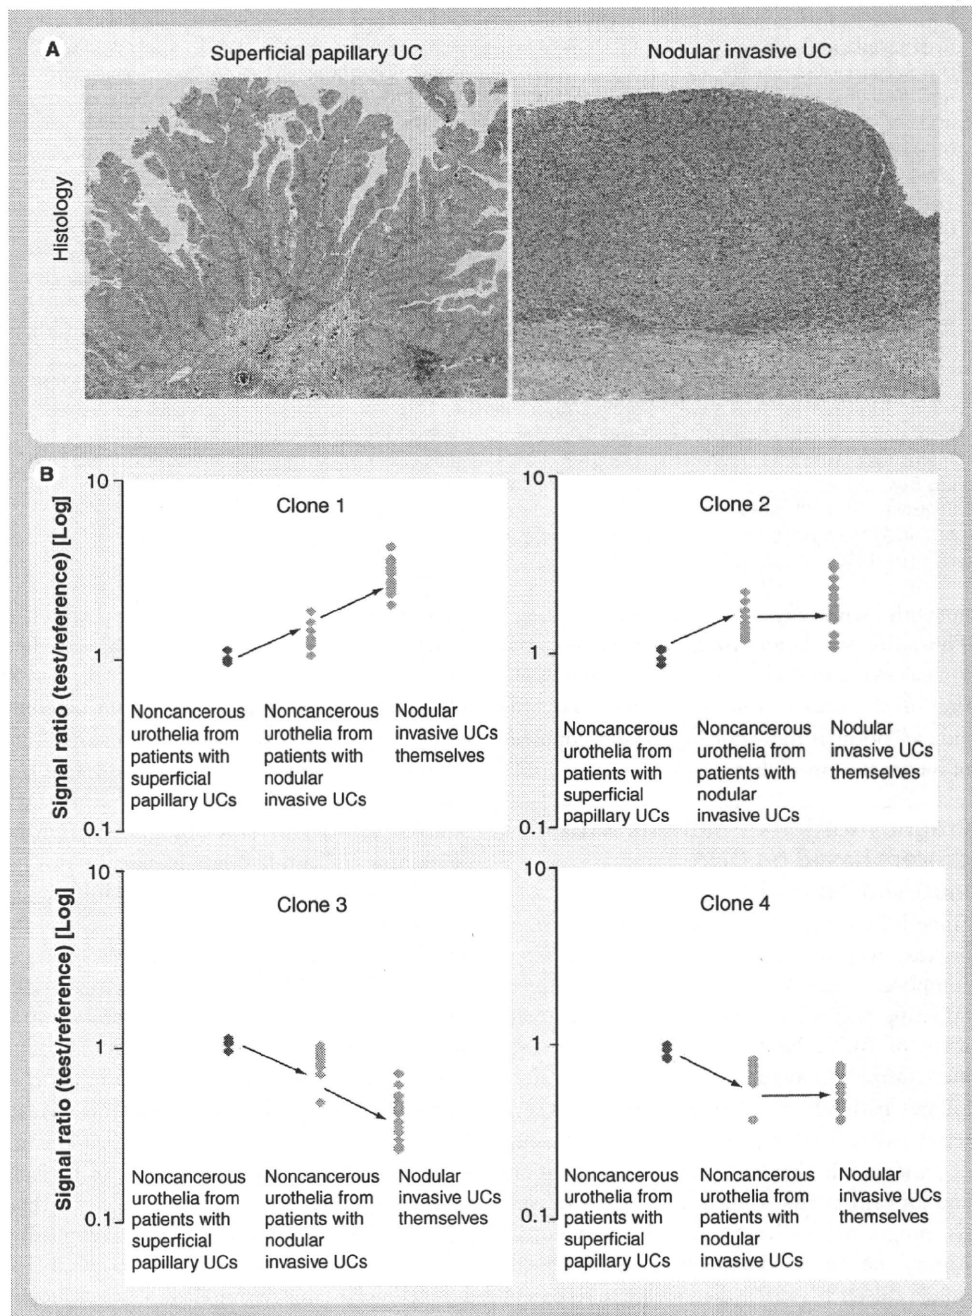 A
Superficial papillary UC
Nodular invasive UC
Histology
B
Signal ratio (test/reference) [Log]
10
1
0.1
Clone 1
Noncancerous
urothelia from
patients with
superficial
papillary UCs
Noncancerous
urothelia from
patients with
nodular
invasive UCs
Nodular
invasive UCs
themselves
10
1
0.1
Clone 2
Noncancerous
urothelia from
patients with
superficial
papillary UCs
Noncancerous
urothelia from
patients with
nodular
invasive UCs
Nodular
invasive UCs
themselves
Signal ratio (test/reference) [Log]
10
1
0.1
Clone 3
Noncancerous
urothelia from
patients with
superficial
papillary UCs
Noncancerous
urothelia from
patients with
nodular
invasive UCs
Nodular
invasive UCs
themselves
10
1
0.1
Clone 4
Noncancerous
urothelia from
patients with
superficial
papillary UCs
Noncancerous
urothelia from
patients with
nodular
invasive UCs
Nodular
invasive UCs
themselves